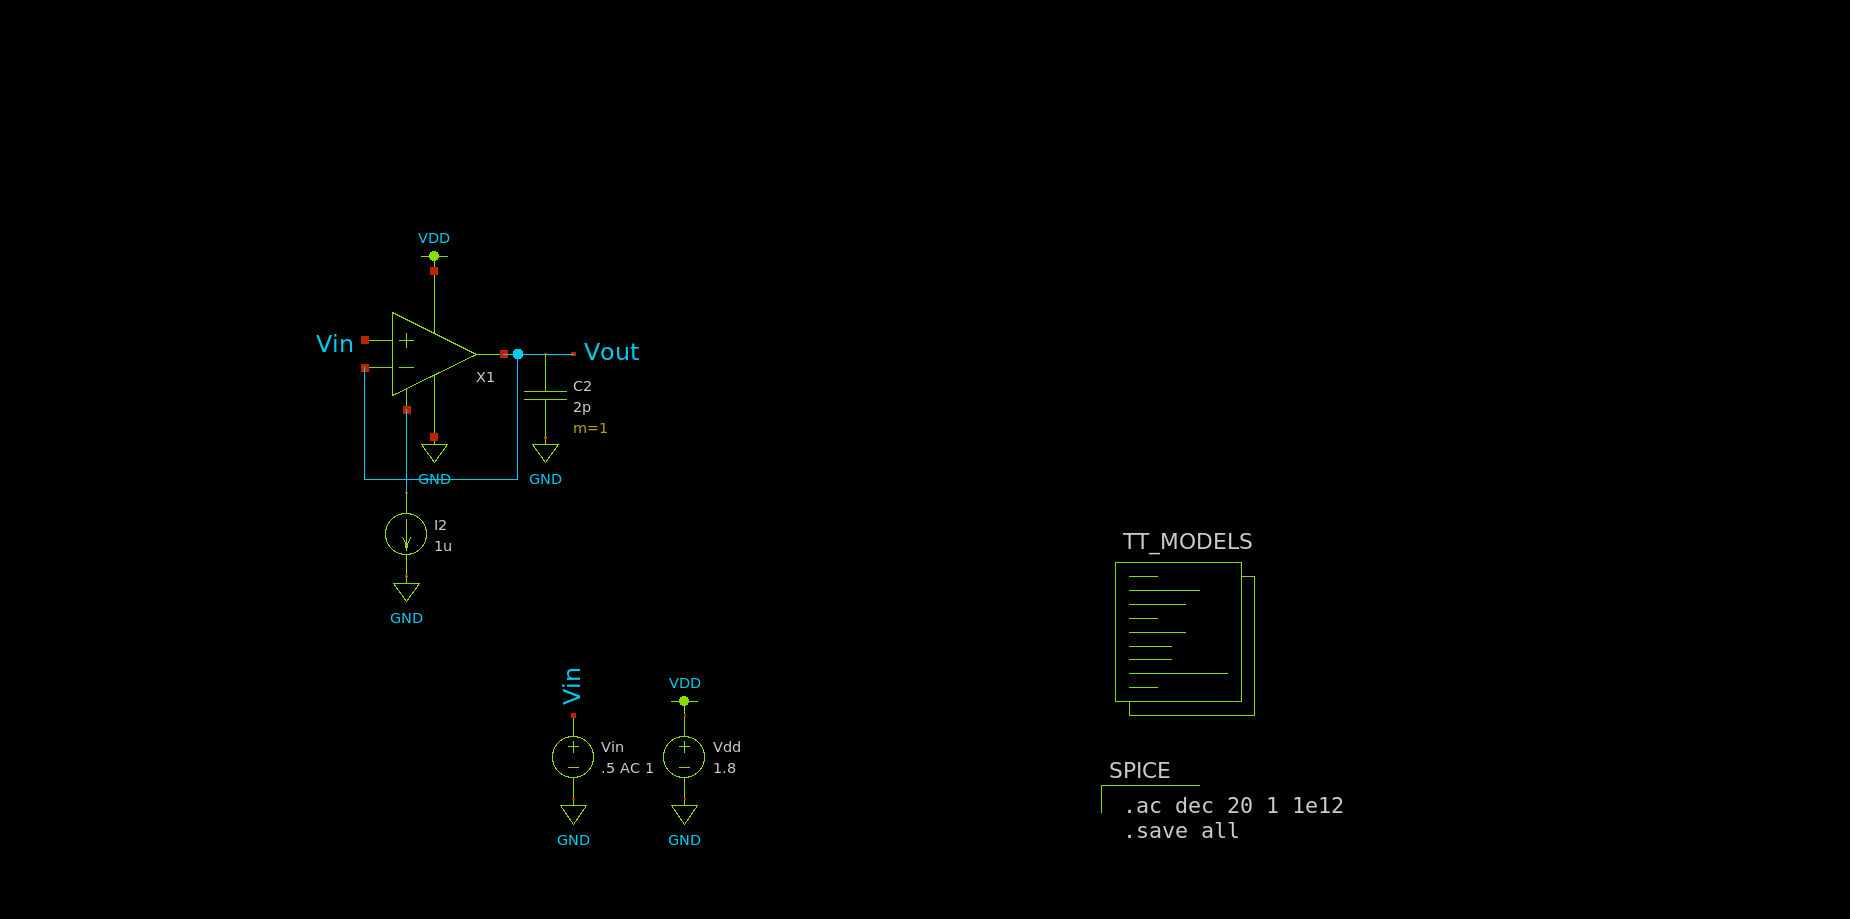 VDD
Vin
Vout
X1
C2
2p
m=1
GND
GND
I2
1u
GND
TT_MODELS
Vin
VDD
Vin
.5 AC 1
Vdd
1.8
GND
GND
SPICE
.ac dec 20 1 1e12
.save all